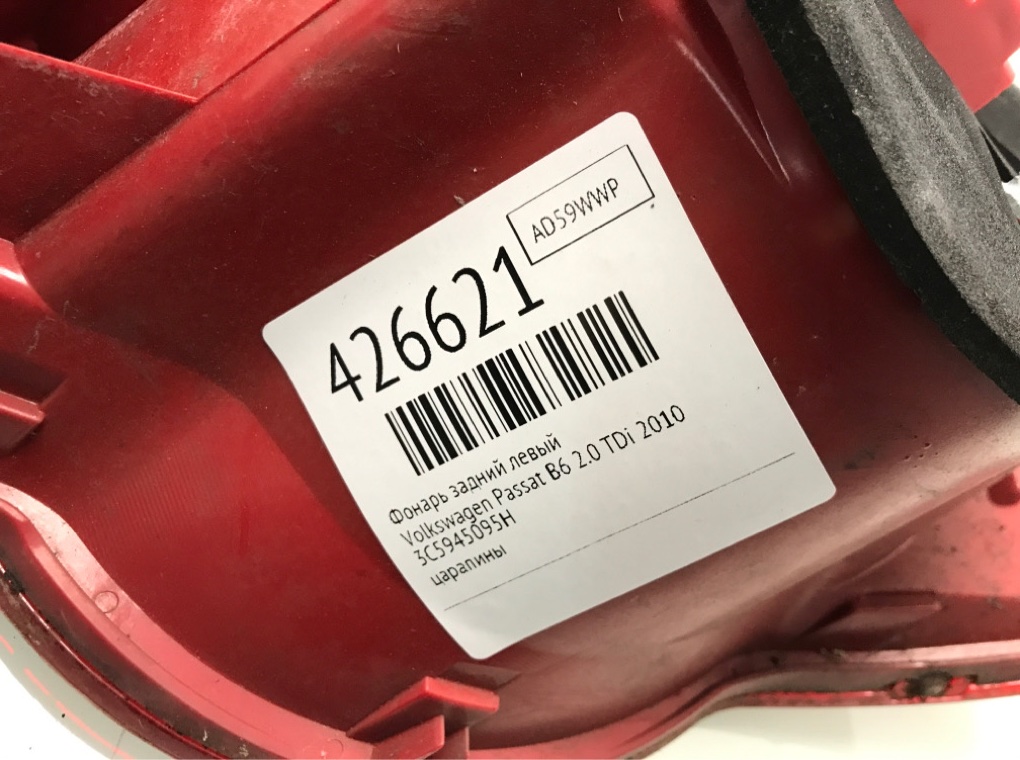 AD59WWP
426621
Фонарь задний левый
Volkswagen Passat B6 2.0 TDi 2010
3C5945095H
царапины